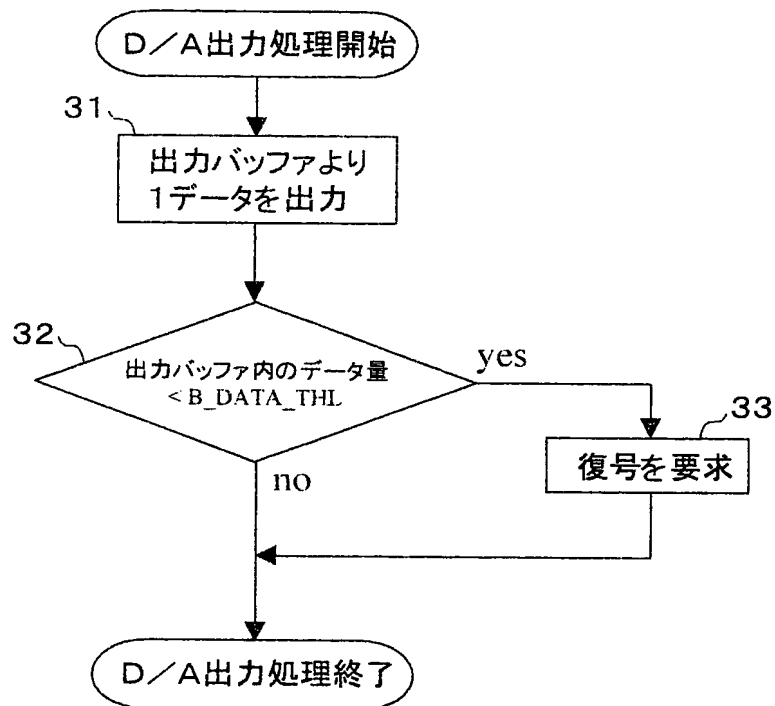 D／A出力処理開始
31
出力バッファより
1データを出力
32
出力バッファ内のデータ量
< B_DATA_THL
yes
33
復号を要求
no
D／A出力処理終了